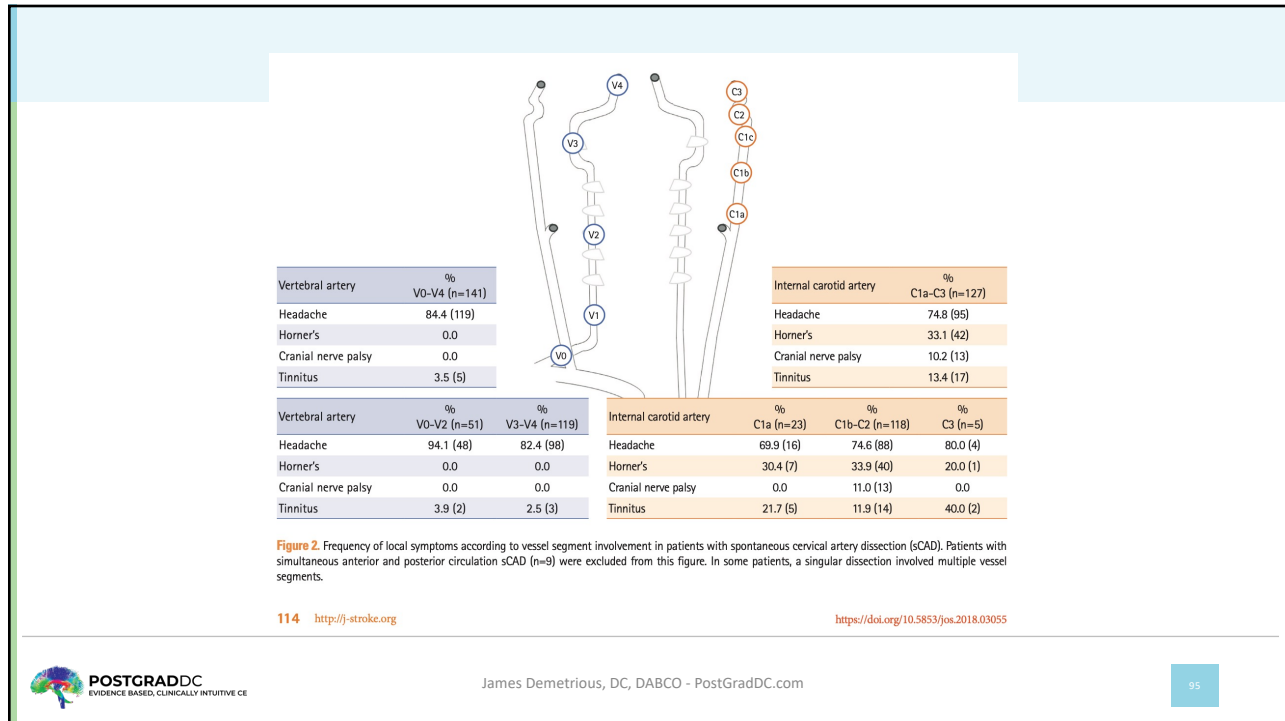 V4
C3
C2
C1c
V3
C1b
C1a
V2
V1
V0
Vertebral artery % V0-V4 (n=141)
Headache 84.4 (119)
Horner's 0.0
Cranial nerve palsy 0.0
Tinnitus 3.5 (5)
Internal carotid artery % C1a-C3 (n=127)
Headache 74.8 (95)
Horner's 33.1 (42)
Cranial nerve palsy 10.2 (13)
Tinnitus 13.4 (17)
Vertebral artery % V0-V2 (n=51) % V3-V4 (n=119)
Headache 94.1 (48) 82.4 (98)
Horner's 0.0 0.0
Cranial nerve palsy 0.0 0.0
Tinnitus 3.9 (2) 2.5 (3)
Internal carotid artery % C1a (n=23) % C1b-C2 (n=118) % C3 (n=5)
Headache 69.9 (16) 74.6 (88) 80.0 (4)
Horner's 30.4 (7) 33.9 (40) 20.0 (1)
Cranial nerve palsy 0.0 11.0 (13) 0.0
Tinnitus 21.7 (5) 11.9 (14) 40.0 (2)
Figure 2. Frequency of local symptoms according to vessel segment involvement in patients with spontaneous cervical artery dissection (sCAD). Patients with
simultaneous anterior and posterior circulation sCAD (n=9) were excluded from this figure. In some patients, a singular dissection involved multiple vessel
segments.
114 http://j-stroke.org https://doi.org/10.5853/jos.2018.03055
POSTGRADDC
EVIDENCE BASED, CLINICALLY INTUITIVE CE
James Demetrious, DC, DABCO - PostGradDC.com
95